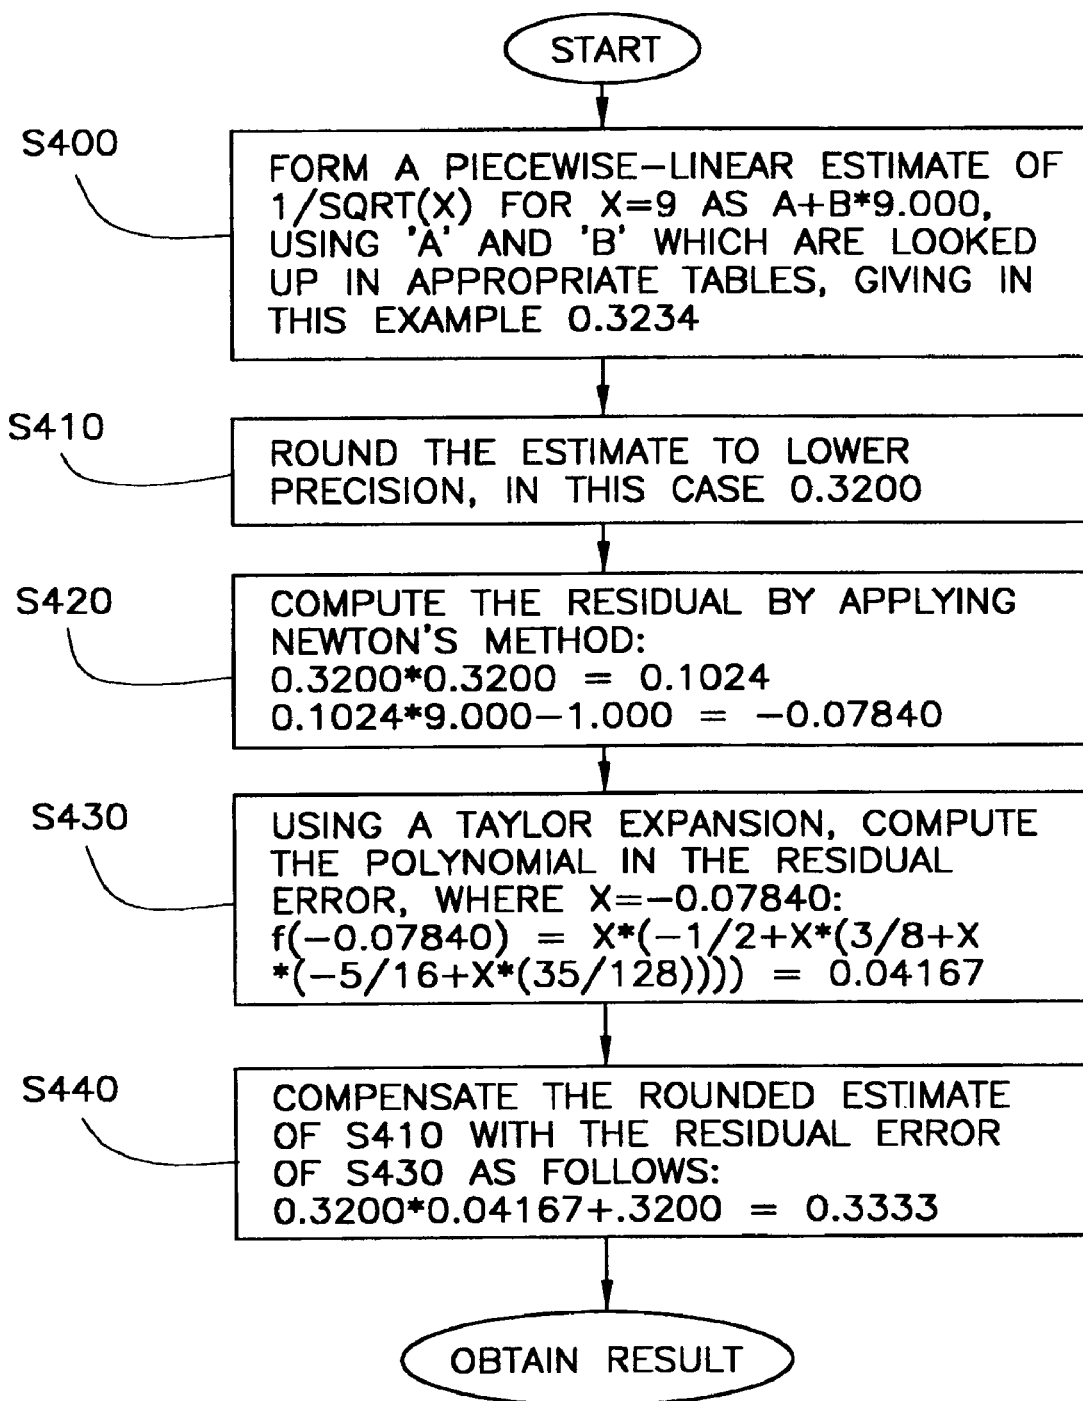 START
S400
FORM A PIECEWISE-LINEAR ESTIMATE OF
1/SQRT(X) FOR X=9 AS A+B*9.000,
USING 'A' AND 'B' WHICH ARE LOOKED
UP IN APPROPRIATE TABLES, GIVING IN
THIS EXAMPLE 0.3234
S410
ROUND THE ESTIMATE TO LOWER
PRECISION, IN THIS CASE 0.3200
S420
COMPUTE THE RESIDUAL BY APPLYING
NEWTON'S METHOD:
0.3200*0.3200 = 0.1024
0.1024*9.000-1.000 = -0.07840
S430
USING A TAYLOR EXPANSION, COMPUTE
THE POLYNOMIAL IN THE RESIDUAL
ERROR, WHERE X=-0.07840:
f(-0.07840) = X*(-1/2+X*(3/8+X
*(-5/16+X*(35/128)))) = 0.04167
S440
COMPENSATE THE ROUNDED ESTIMATE
OF S410 WITH THE RESIDUAL ERROR
OF S430 AS FOLLOWS:
0.3200*0.04167+.3200 = 0.3333
OBTAIN RESULT